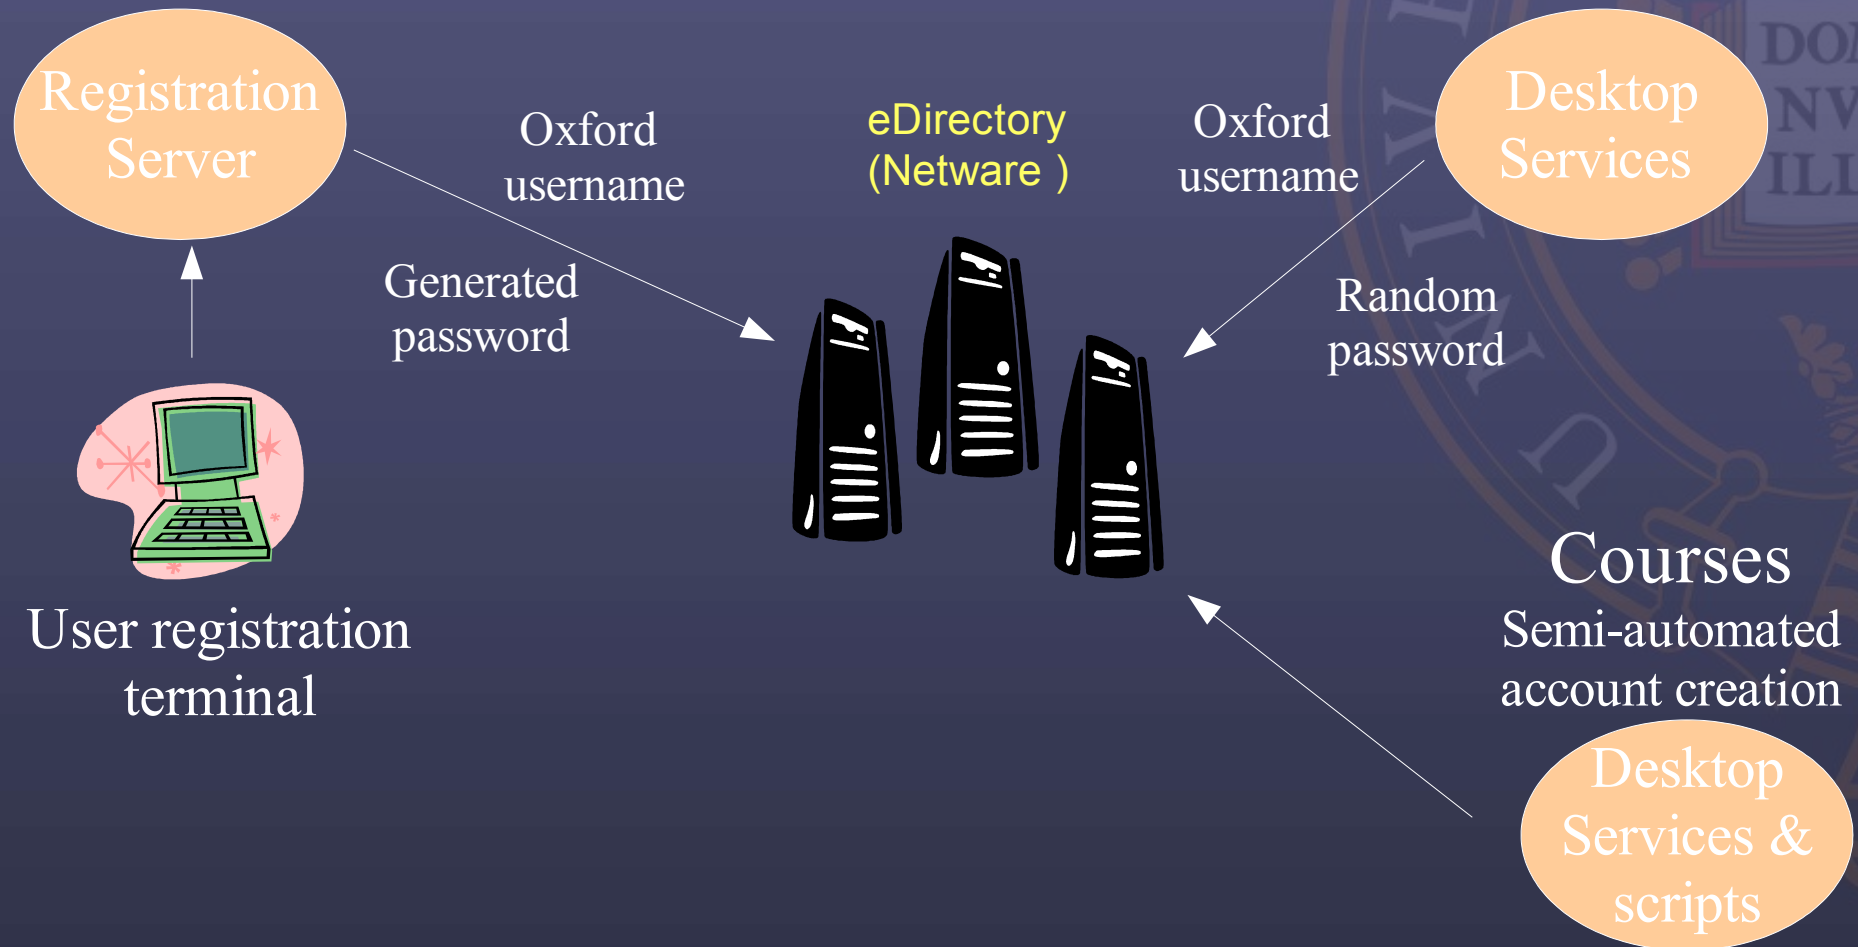 Registration
Server
Oxford
username
Generated
password
eDirectory
(Netware )
Oxford
username
Random
password
Desktop
Services
User registration
terminal
Courses
Semi-automated
account creation
Desktop
Services &
scripts